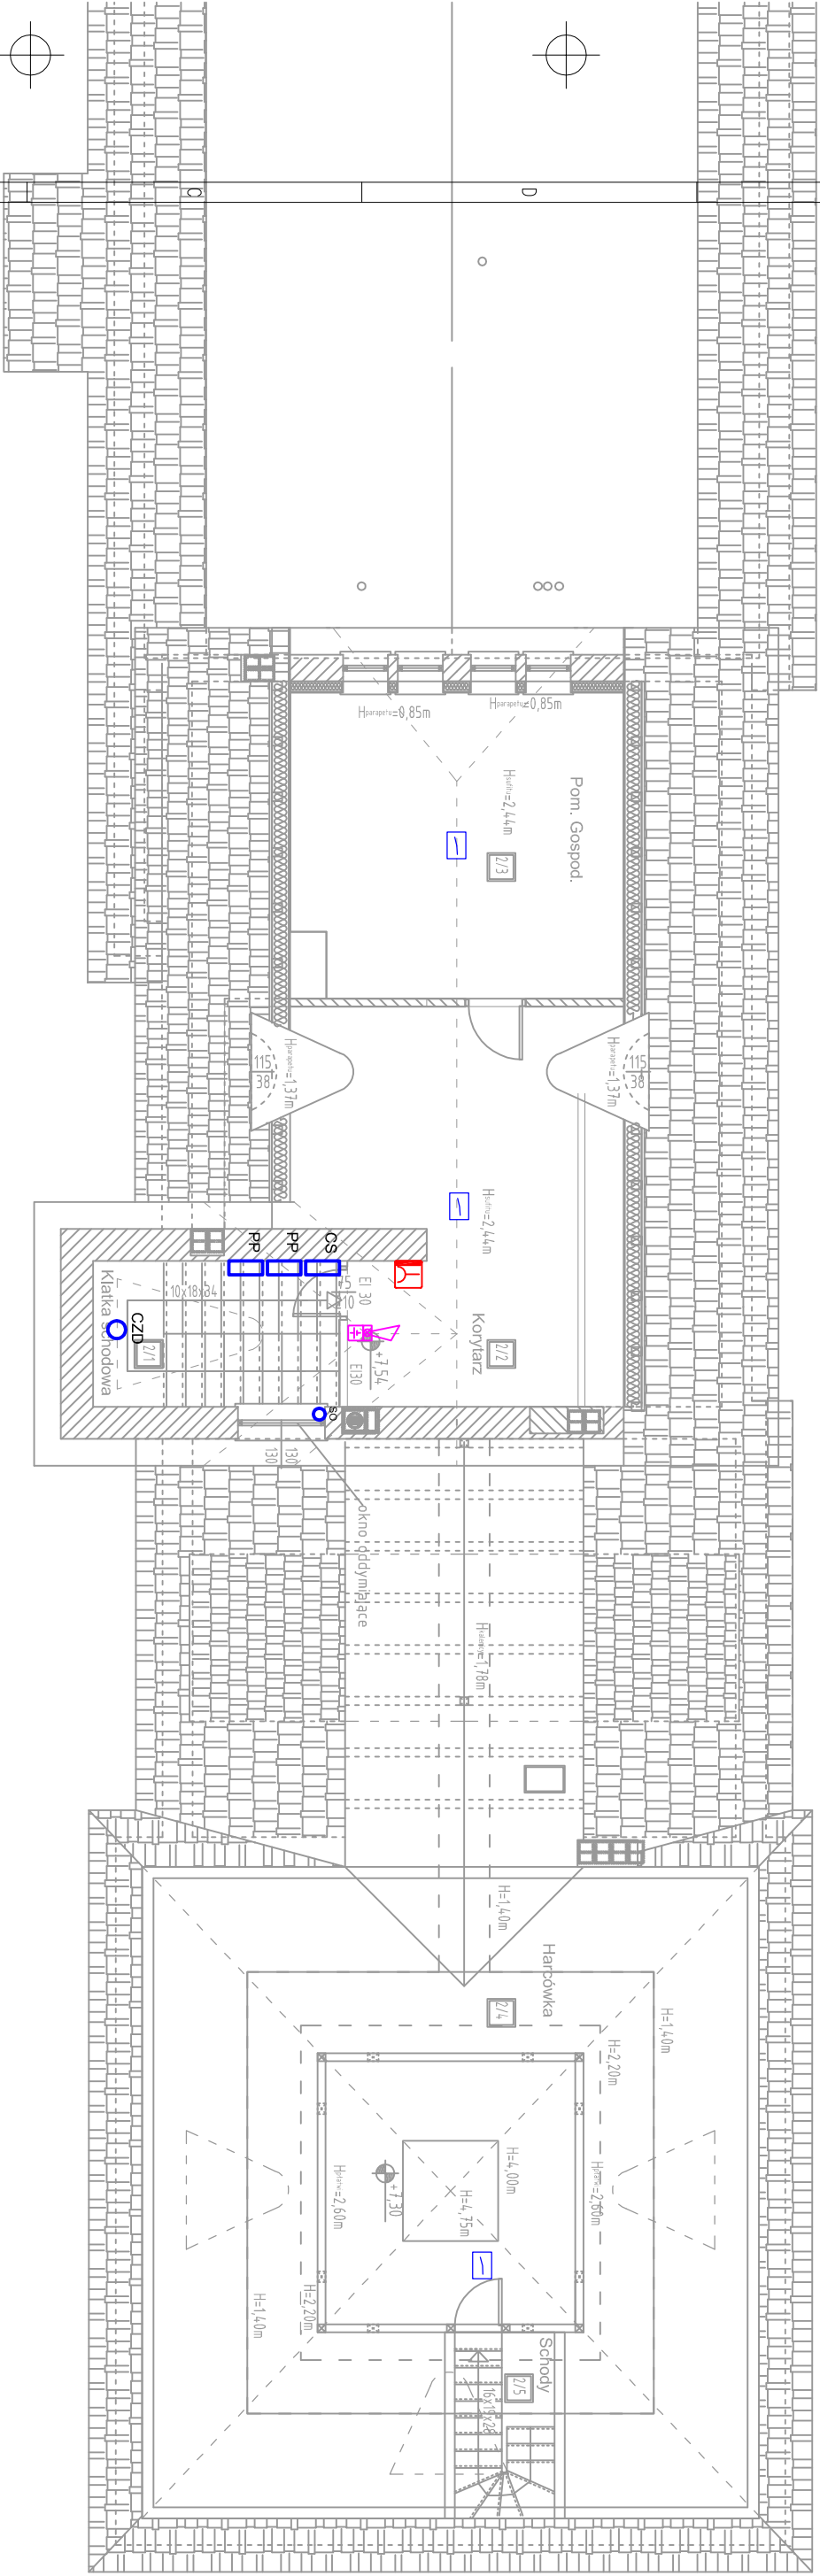 C
D
Hparapetu=0,85m
Hparapetu=0,85m
Pom. Gospod.
Hsufitu=2,44m
2/3
115
38
Hparapetu=1,37m
115
38
Hparapetu=1,37m
Hsufitu=2,44m
Korytarz
2/2
PP
PP
CS
EI 30
10x18x34
+7,54
EI30
CZD
Klatka schodowa
2/1
SO
130
130
okno oddymiające
H=1,78m
H=1,40m
Harcówka
2/4
H=1,40m
H=2,20m
H=4,00m
H=4,75m
+7,30
Hpłatwi=2,60m
Hpłatwi=2,60m
H=2,20m
H=1,40m
Schody
2/5